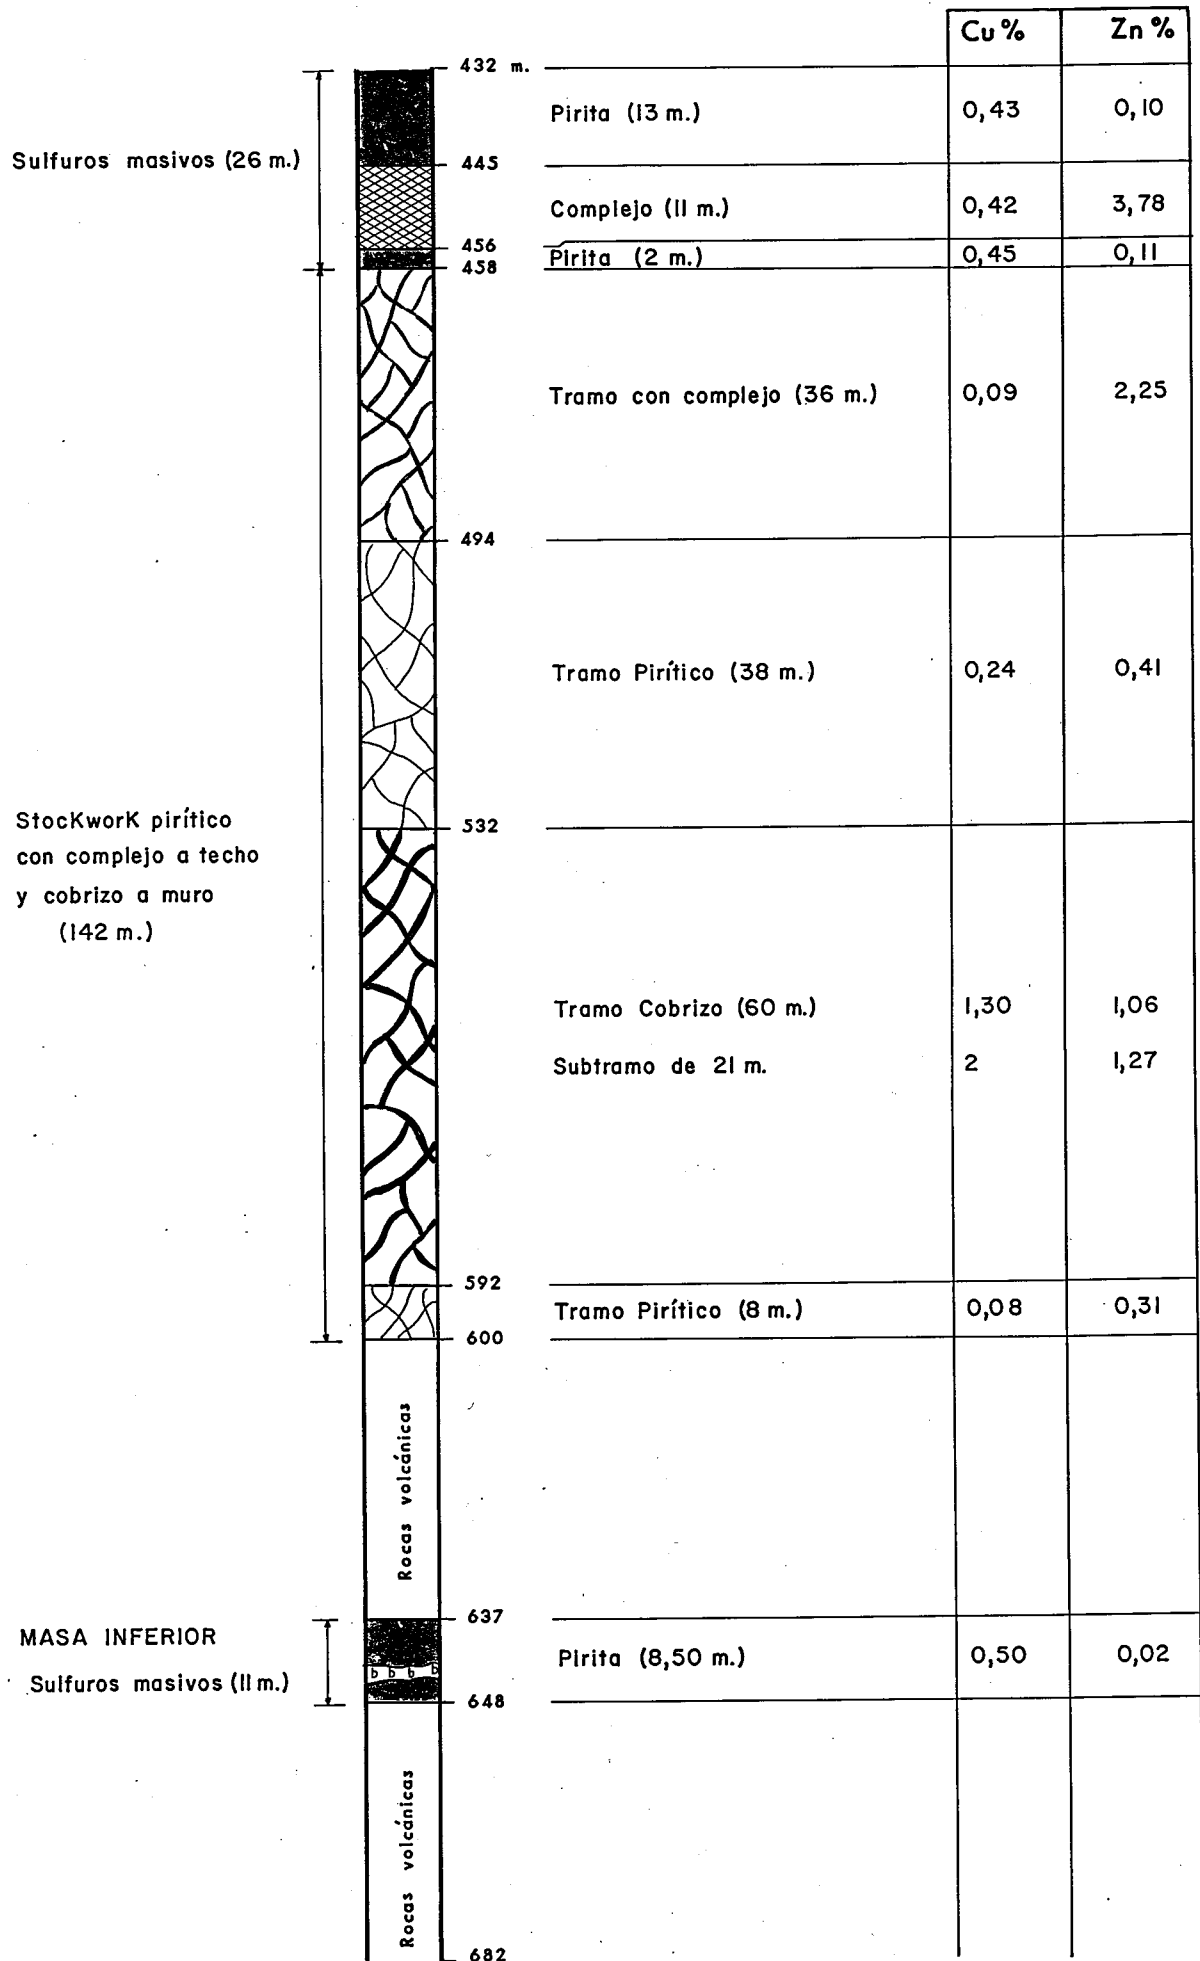 Cu % Zn %
432 m.
Pirita (13 m.) 0,43 0,10
Sulfuros masivos (26 m.)
445
Complejo (11 m.) 0,42 3,78
456
Pirita (2 m.) 0,45 0,11
458
Tramo con complejo (36 m.) 0,09 2,25
494
Tramo Pirítico (38 m.) 0,24 0,41
532
StocKworK pirítico
con complejo a techo
y cobrizo a muro
(142 m.)
Tramo Cobrizo (60 m.) 1,30 1,06
Subtramo de 21 m. 2 1,27
592
Tramo Pirítico (8 m.) 0,08 0,31
600
Rocas volcánicas
637
MASA INFERIOR
Sulfuros masivos (11 m.)
b b b b
Pirita (8,50 m.) 0,50 0,02
648
Rocas volcánicas
682